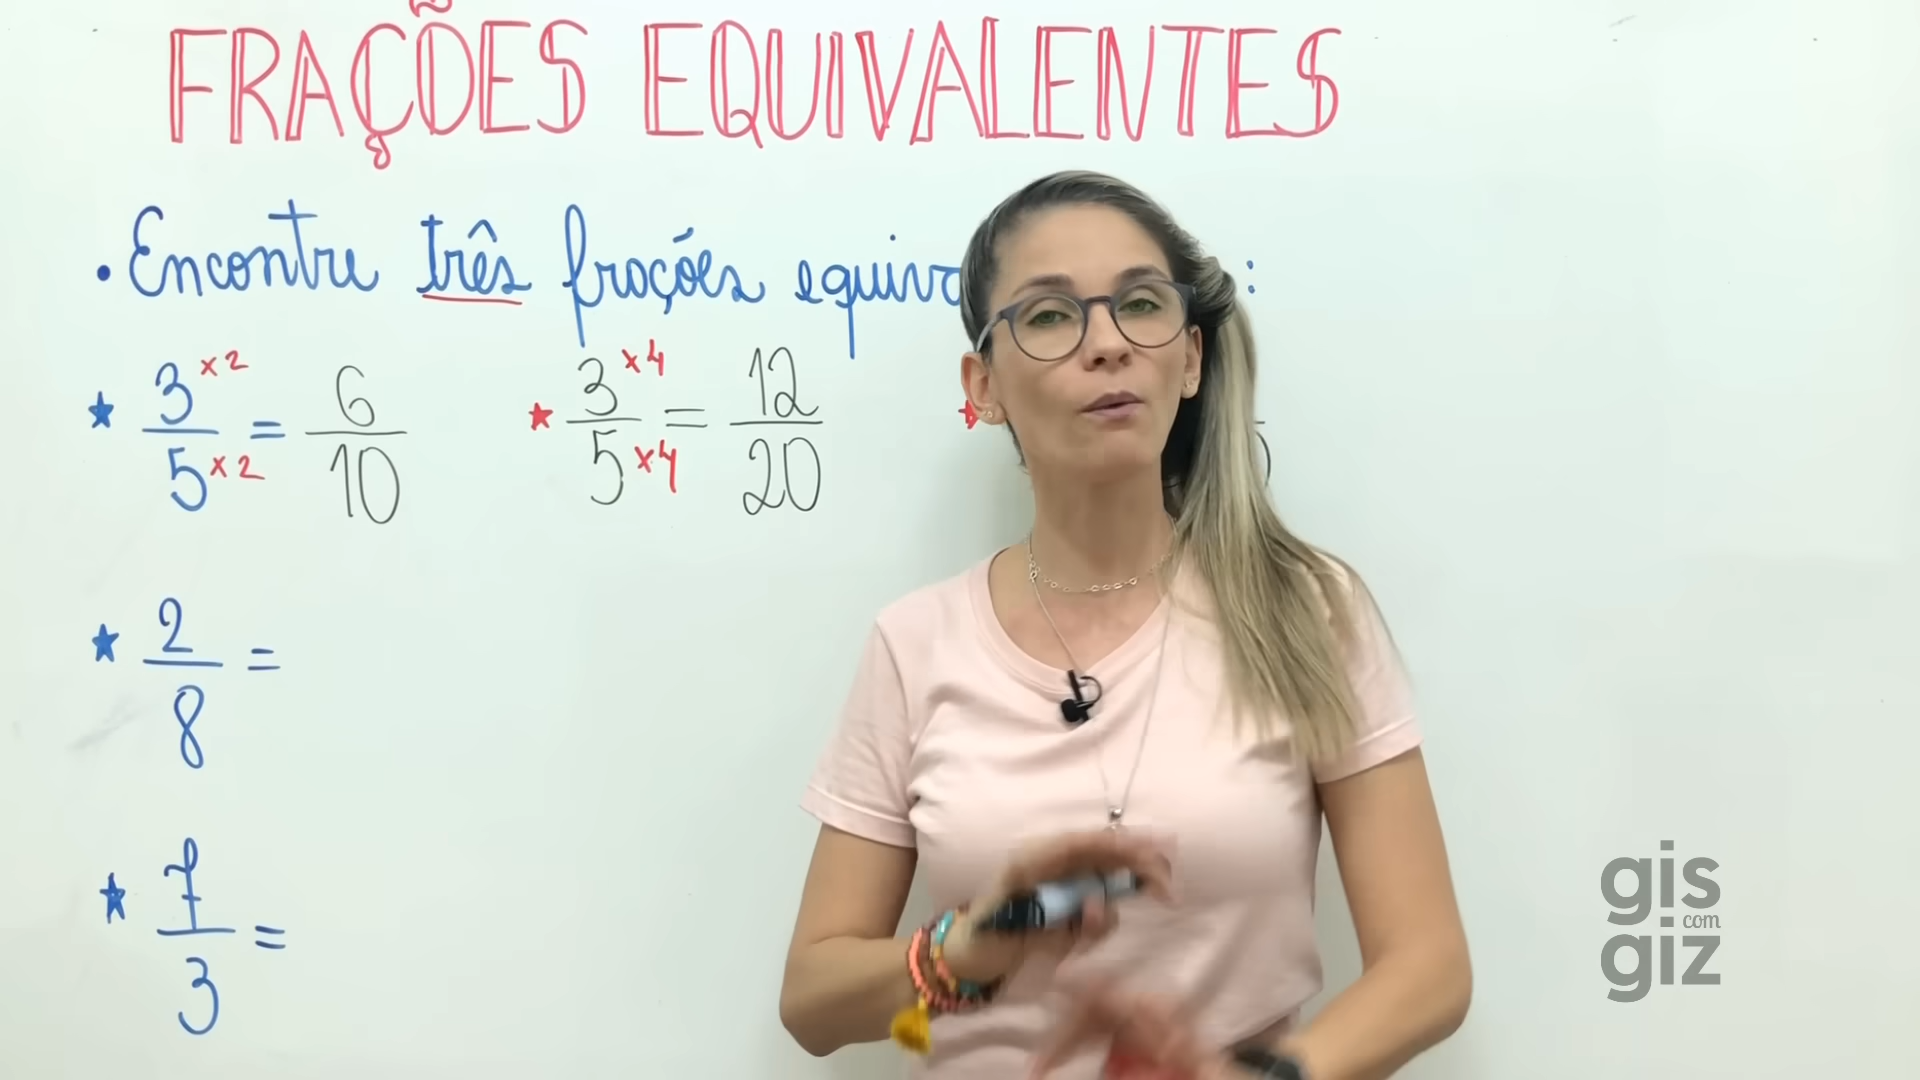 FRAÇÕES EQUIVALENTES
• Encontre três frações :
★ 3 ×2 = 6 ★ 3 ×4 = 12 ★
5 ×2 10 5 ×4 20
★ 2 =
8
★ 7 =
3
gis
com
giz